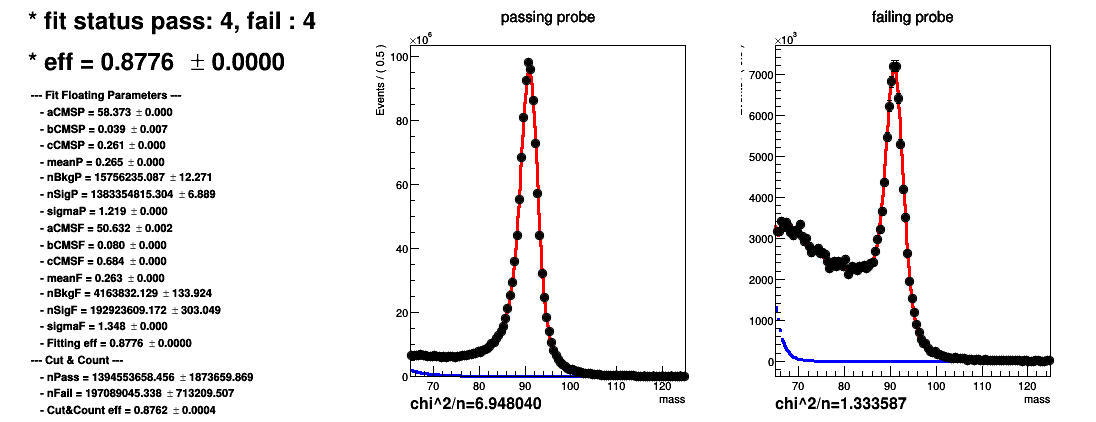 * fit status pass: 4, fail : 4
* eff = 0.8776 ± 0.0000
--- Fit Floating Parameters ---
- aCMSP = 58.373 ± 0.000
- bCMSP = 0.039 ± 0.007
- cCMSP = 0.261 ± 0.000
- meanP = 0.265 ± 0.000
- nBkgP = 15756235.087 ± 12.271
- nSigP = 1383354815.304 ± 6.889
- sigmaP = 1.219 ± 0.000
- aCMSF = 50.632 ± 0.002
- bCMSF = 0.080 ± 0.000
- cCMSF = 0.684 ± 0.000
- meanF = 0.263 ± 0.000
- nBkgF = 4163832.129 ± 133.924
- nSigF = 192923609.172 ± 303.049
- sigmaF = 1.348 ± 0.000
- Fitting eff = 0.8776 ± 0.0000
--- Cut & Count ---
- nPass = 1394553658.456 ± 1873659.869
- nFail = 197089045.338 ± 713209.507
- Cut&Count eff = 0.8762 ± 0.0004
passing probe
×10⁶
Events / ( 0.5 )
100
80
60
40
20
0
70 80 90 100 110 120
mass
chi^2/n=6.948040
failing probe
×10³
7000
6000
5000
4000
3000
2000
1000
0
70 80 90 100 110 120
mass
chi^2/n=1.333587